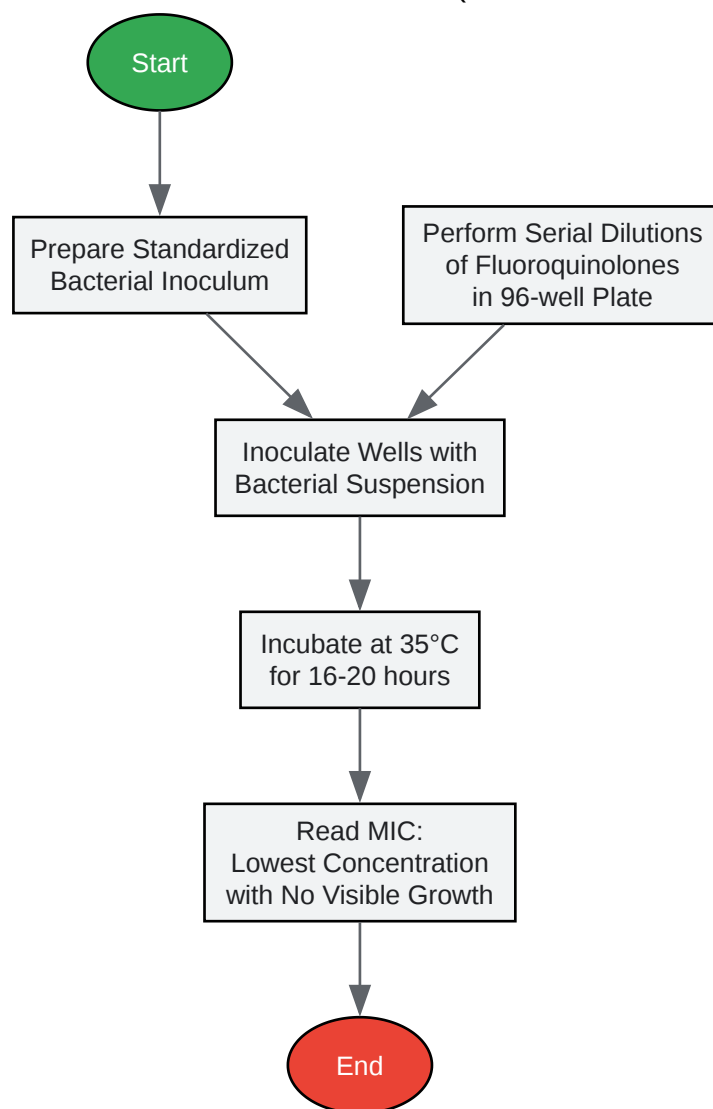 Start
Prepare Standardized
Bacterial Inoculum
Perform Serial Dilutions
of Fluoroquinolones
in 96-well Plate
Inoculate Wells with
Bacterial Suspension
Incubate at 35°C
for 16-20 hours
Read MIC:
Lowest Concentration
with No Visible Growth
End